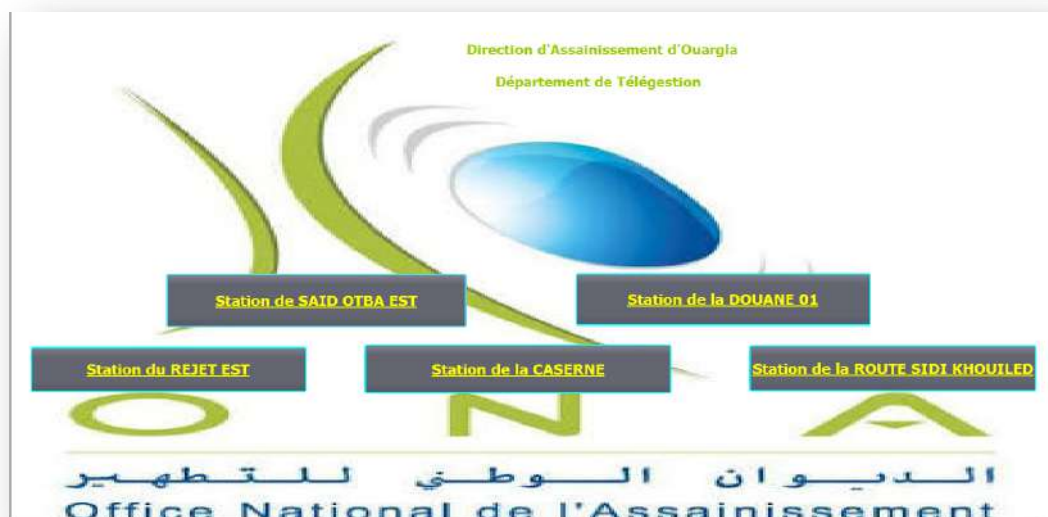 Direction d'Assainissement d'Ouargla
Département de Télégestion
Station de SAID OTBA EST
Station de la DOUANE 01
Station du REJET EST
Station de la CASERNE
Station de la ROUTE SIDI KHOUILED
O N A
الديوان الوطني للتطهير
Office National de l'Assainissement